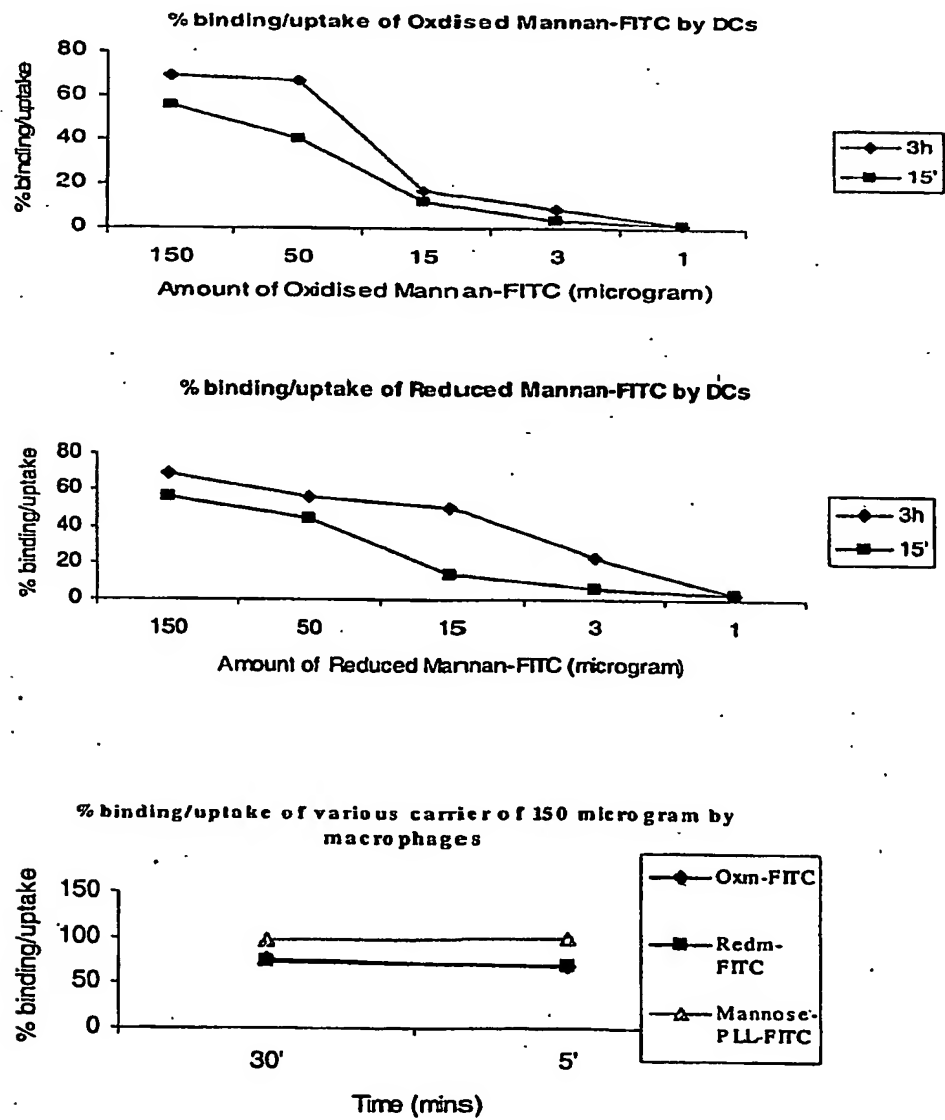 % binding/uptake of Oxdised Mannan-FITC by DCs
80
60
40
20
0
% binding/uptake
150 50 15 3 1
Amount of Oxidised Mannan-FITC (microgram)
3h
15'
% binding/uptake of Reduced Mannan-FITC by DCs
80
60
40
20
0
% binding/uptake
150 50 15 3 1
Amount of Reduced Mannan-FITC (microgram)
3h
15'
% binding/uptake of various carrier of 150 microgram by
macrophages
150
100
50
0
% binding/uptake
30' 5'
Time (mins)
Oxm-FITC
Redm-
FITC
Mannose-
PLL-FITC